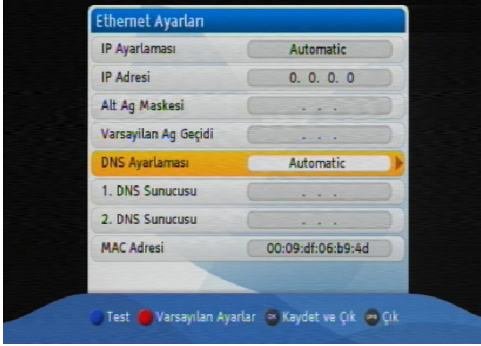 Ethernet Ayarları
IP Ayarlaması Automatic
IP Adresi 0. 0. 0. 0
Alt Ag Maskesi . . .
Varsayilan Ag Geçidi . . .
DNS Ayarlaması Automatic
1. DNS Sunucusu . . .
2. DNS Sunucusu . . .
MAC Adresi 00:09:df:06:b9:4d
Test Varsayılan Ayarlar Kaydet ve Çık Çık